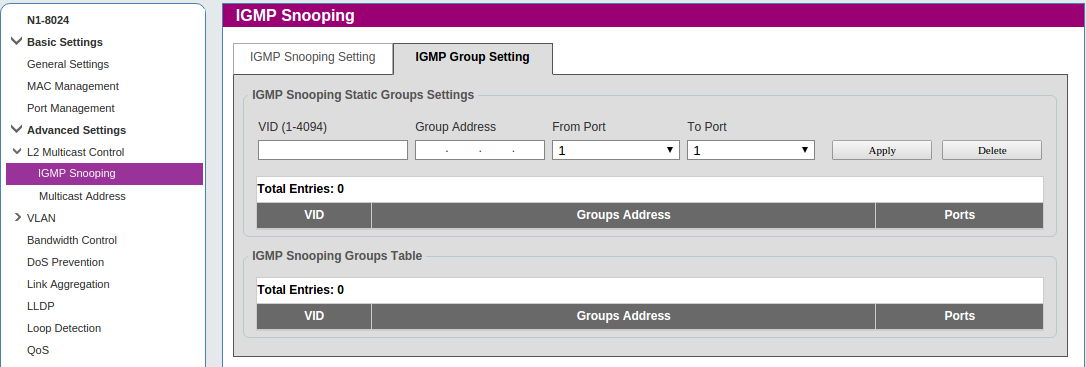 N1-8024
Basic Settings
General Settings
MAC Management
Port Management
Advanced Settings
L2 Multicast Control
IGMP Snooping
Multicast Address
VLAN
Bandwidth Control
DoS Prevention
Link Aggregation
LLDP
Loop Detection
QoS
IGMP Snooping
IGMP Snooping Setting IGMP Group Setting
IGMP Snooping Static Groups Settings
VID (1-4094) Group Address From Port To Port
. . . 1 1 Apply Delete
Total Entries: 0
VID Groups Address Ports
IGMP Snooping Groups Table
Total Entries: 0
VID Groups Address Ports